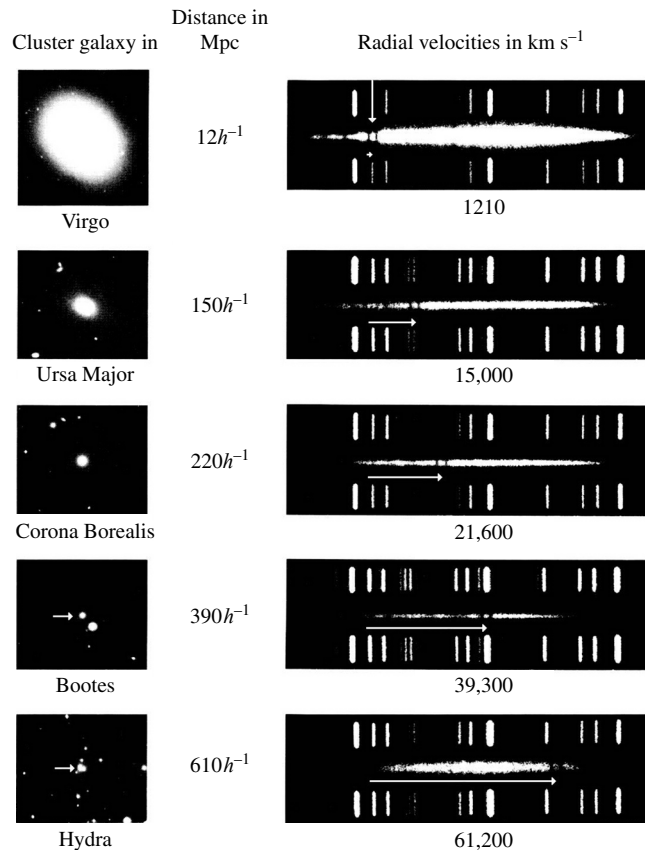 Cluster galaxy in
Distance in
Mpc
Radial velocities in km s⁻¹
Virgo
12h⁻¹
1210
Ursa Major
150h⁻¹
15,000
Corona Borealis
220h⁻¹
21,600
Bootes
390h⁻¹
39,300
Hydra
610h⁻¹
61,200